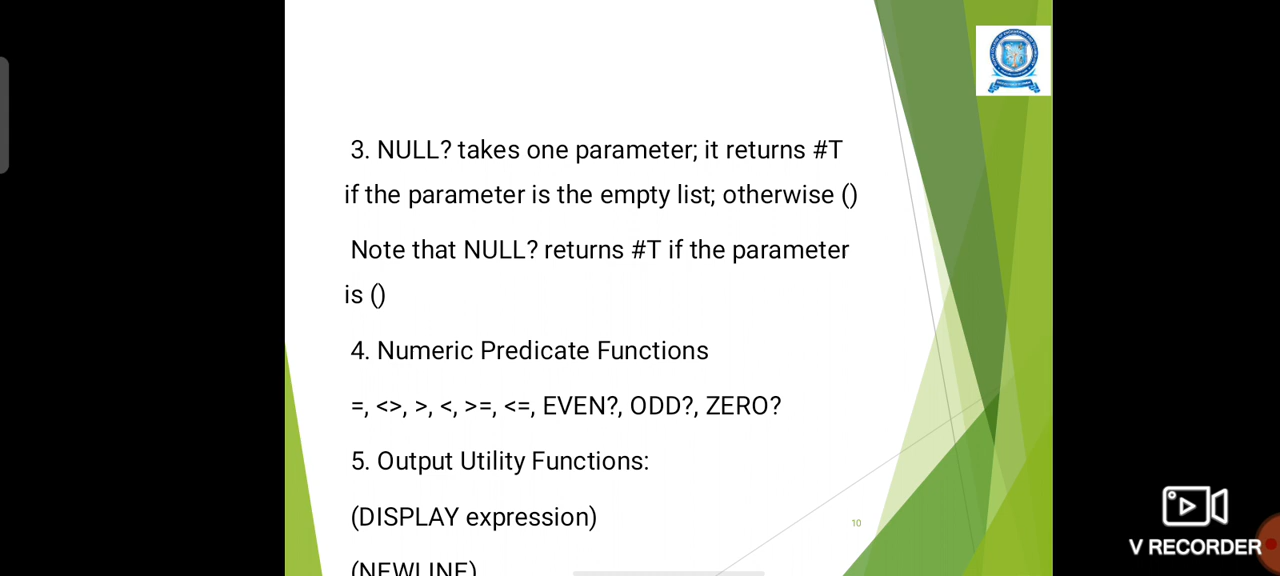 3. NULL? takes one parameter; it returns #T
if the parameter is the empty list; otherwise ()
Note that NULL? returns #T if the parameter
is ()
4. Numeric Predicate Functions
=, <>, >, <, >=, <=, EVEN?, ODD?, ZERO?
5. Output Utility Functions:
(DISPLAY expression)
10
(NEWLINE)
V RECORDER